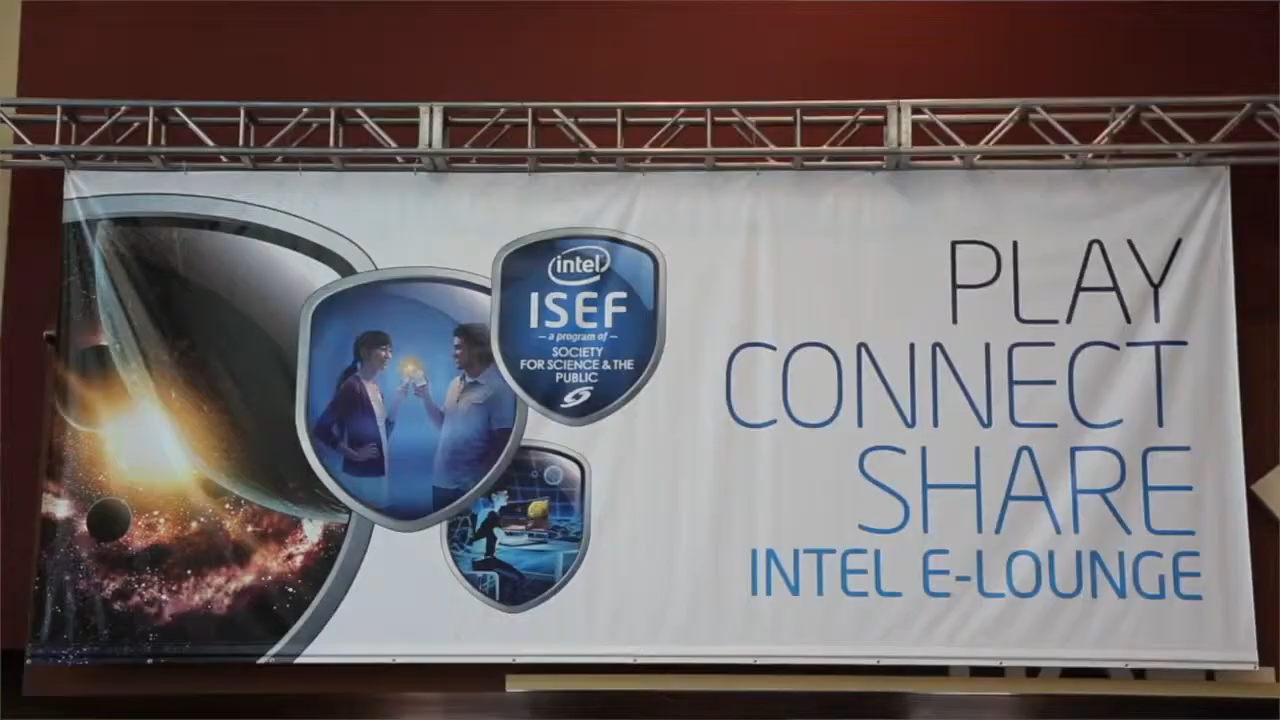 intel
ISEF
— a program of —
SOCIETY
FOR SCIENCE & THE
PUBLIC
PLAY
CONNECT
SHARE
INTEL E-LOUNGE